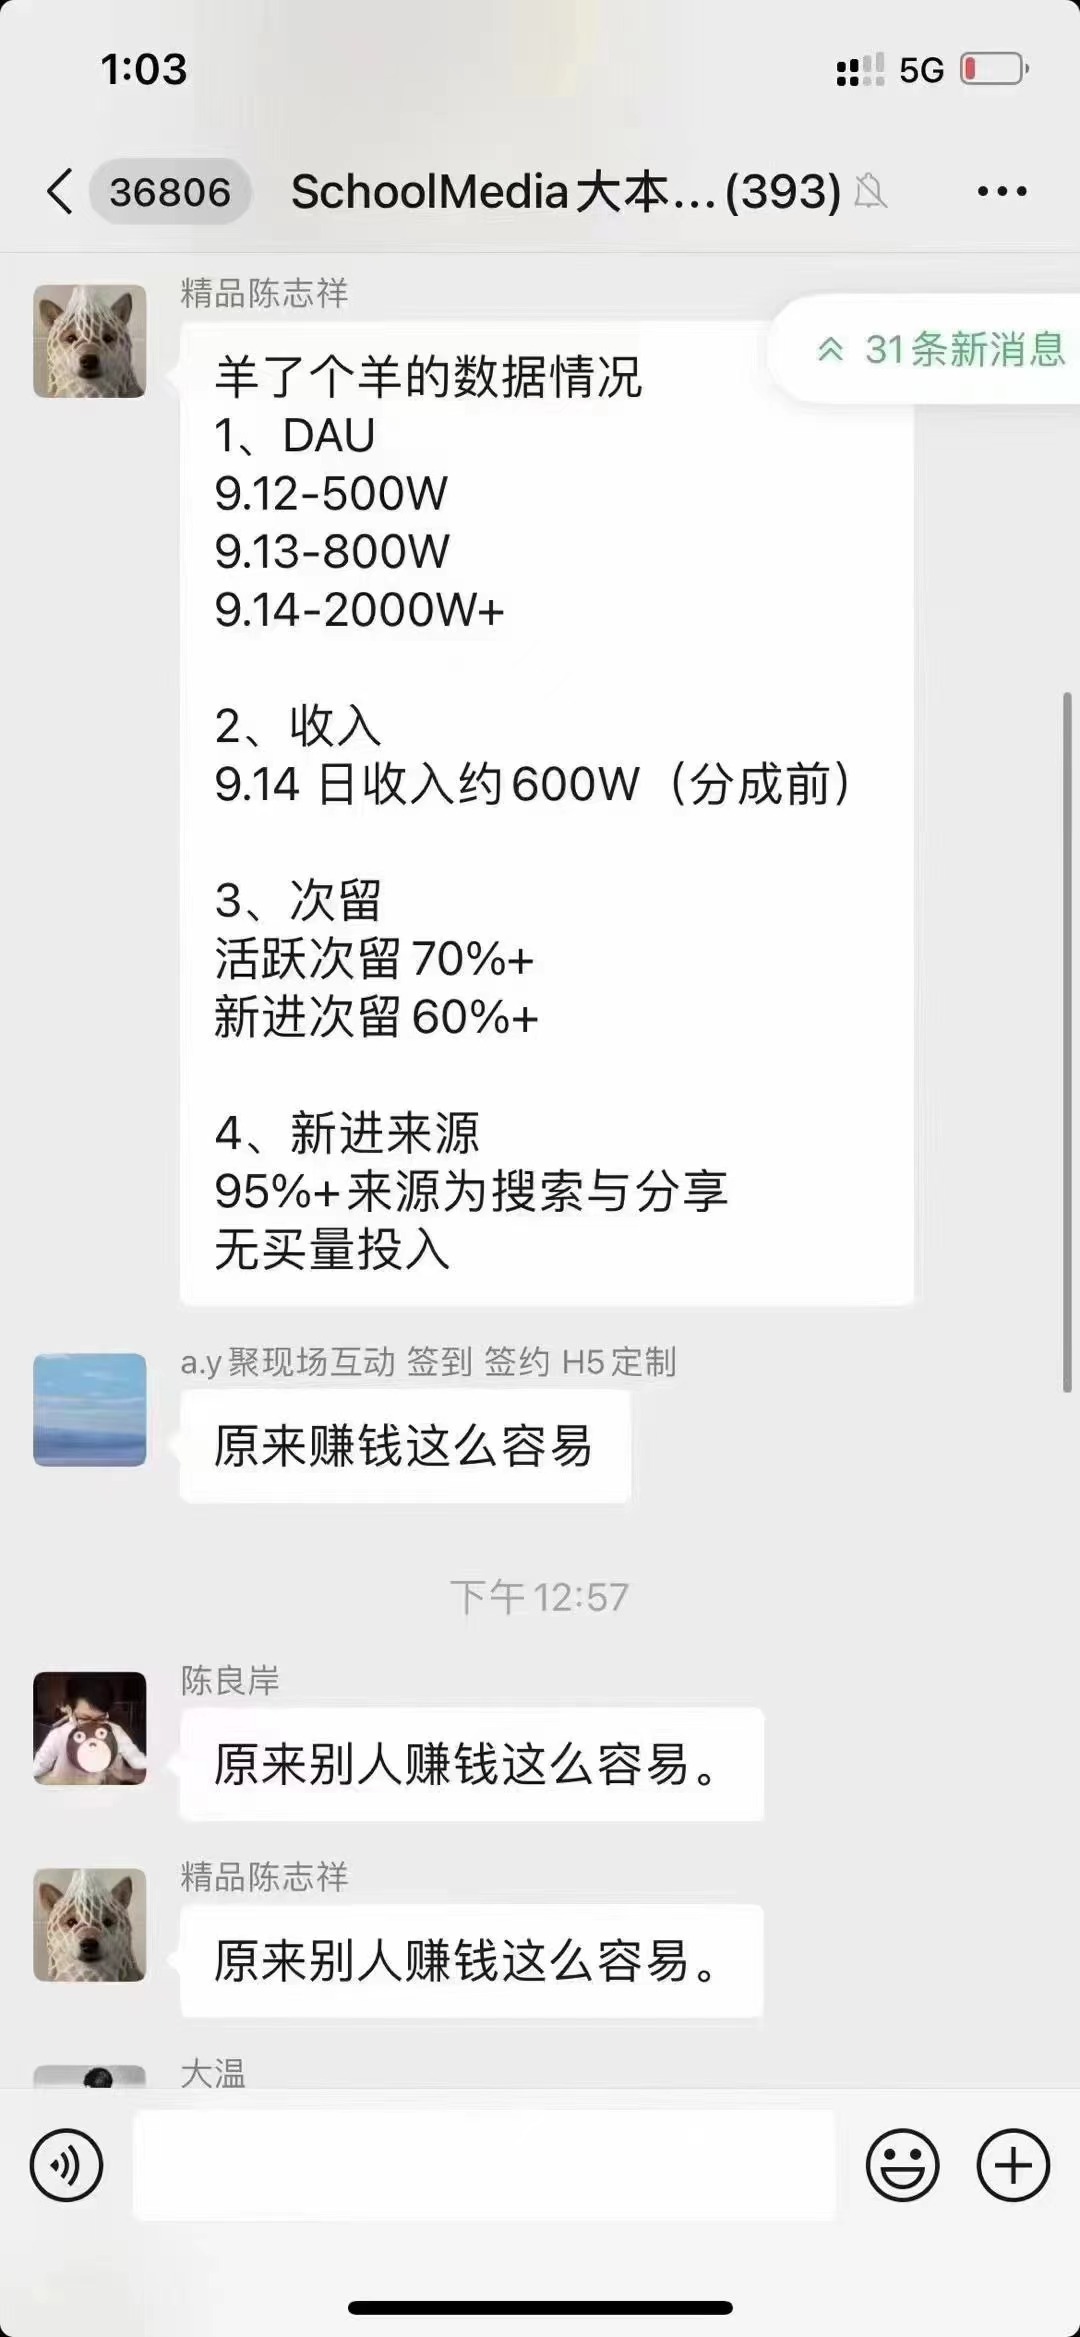 1:03
5G
36806
SchoolMedia大本...(393)
精品陈志祥
31条新消息
羊了个羊的数据情况
1、DAU
9.12-500W
9.13-800W
9.14-2000W+
2、收入
9.14 日收入约600W（分成前）
3、次留
活跃次留70%+
新进次留60%+
4、新进来源
95%+来源为搜索与分享
无买量投入
a.y聚现场互动 签到 签约 H5定制
原来赚钱这么容易
下午12:57
陈良岸
原来别人赚钱这么容易。
精品陈志祥
原来别人赚钱这么容易。
大温